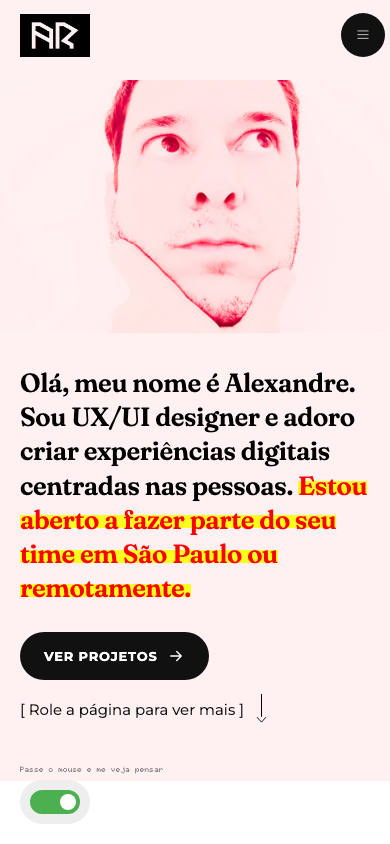 AR
Olá, meu nome é Alexandre.
Sou UX/UI designer e adoro
criar experiências digitais
centradas nas pessoas. Estou
aberto a fazer parte do seu
time em São Paulo ou
remotamente.
VER PROJETOS →
[ Role a página para ver mais ]
Passe o mouse e me veja pensar